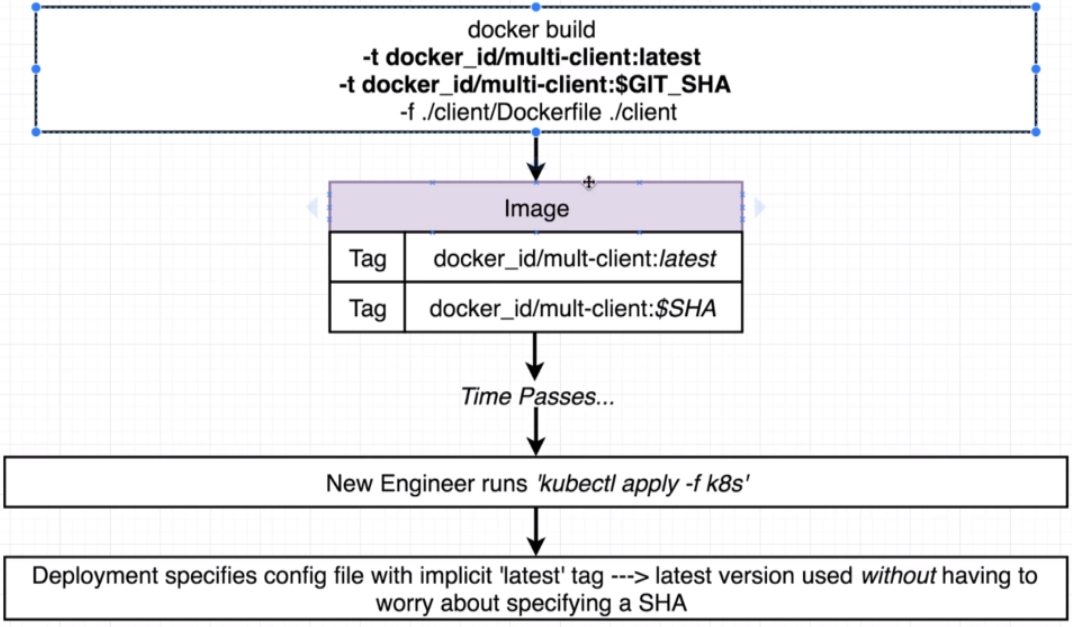 docker build
-t docker_id/multi-client:latest
-t docker_id/multi-client:$GIT_SHA
-f ./client/Dockerfile ./client
Image
Tag docker_id/mult-client:latest
Tag docker_id/mult-client:$SHA
Time Passes...
New Engineer runs 'kubectl apply -f k8s'
Deployment specifies config file with implicit 'latest' tag ---> latest version used without having to
worry about specifying a SHA